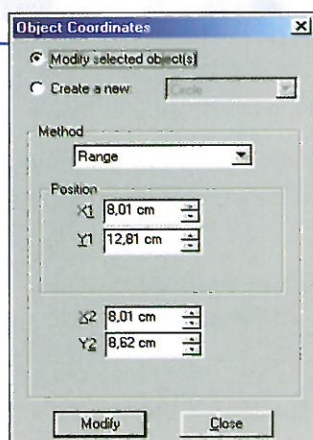 Object Coordinates
Modify selected object(s)
Create a new: Circle
Method
Range
Position
X1 8,01 cm
Y1 12,81 cm
X2 8,01 cm
Y2 8,62 cm
Modify Close